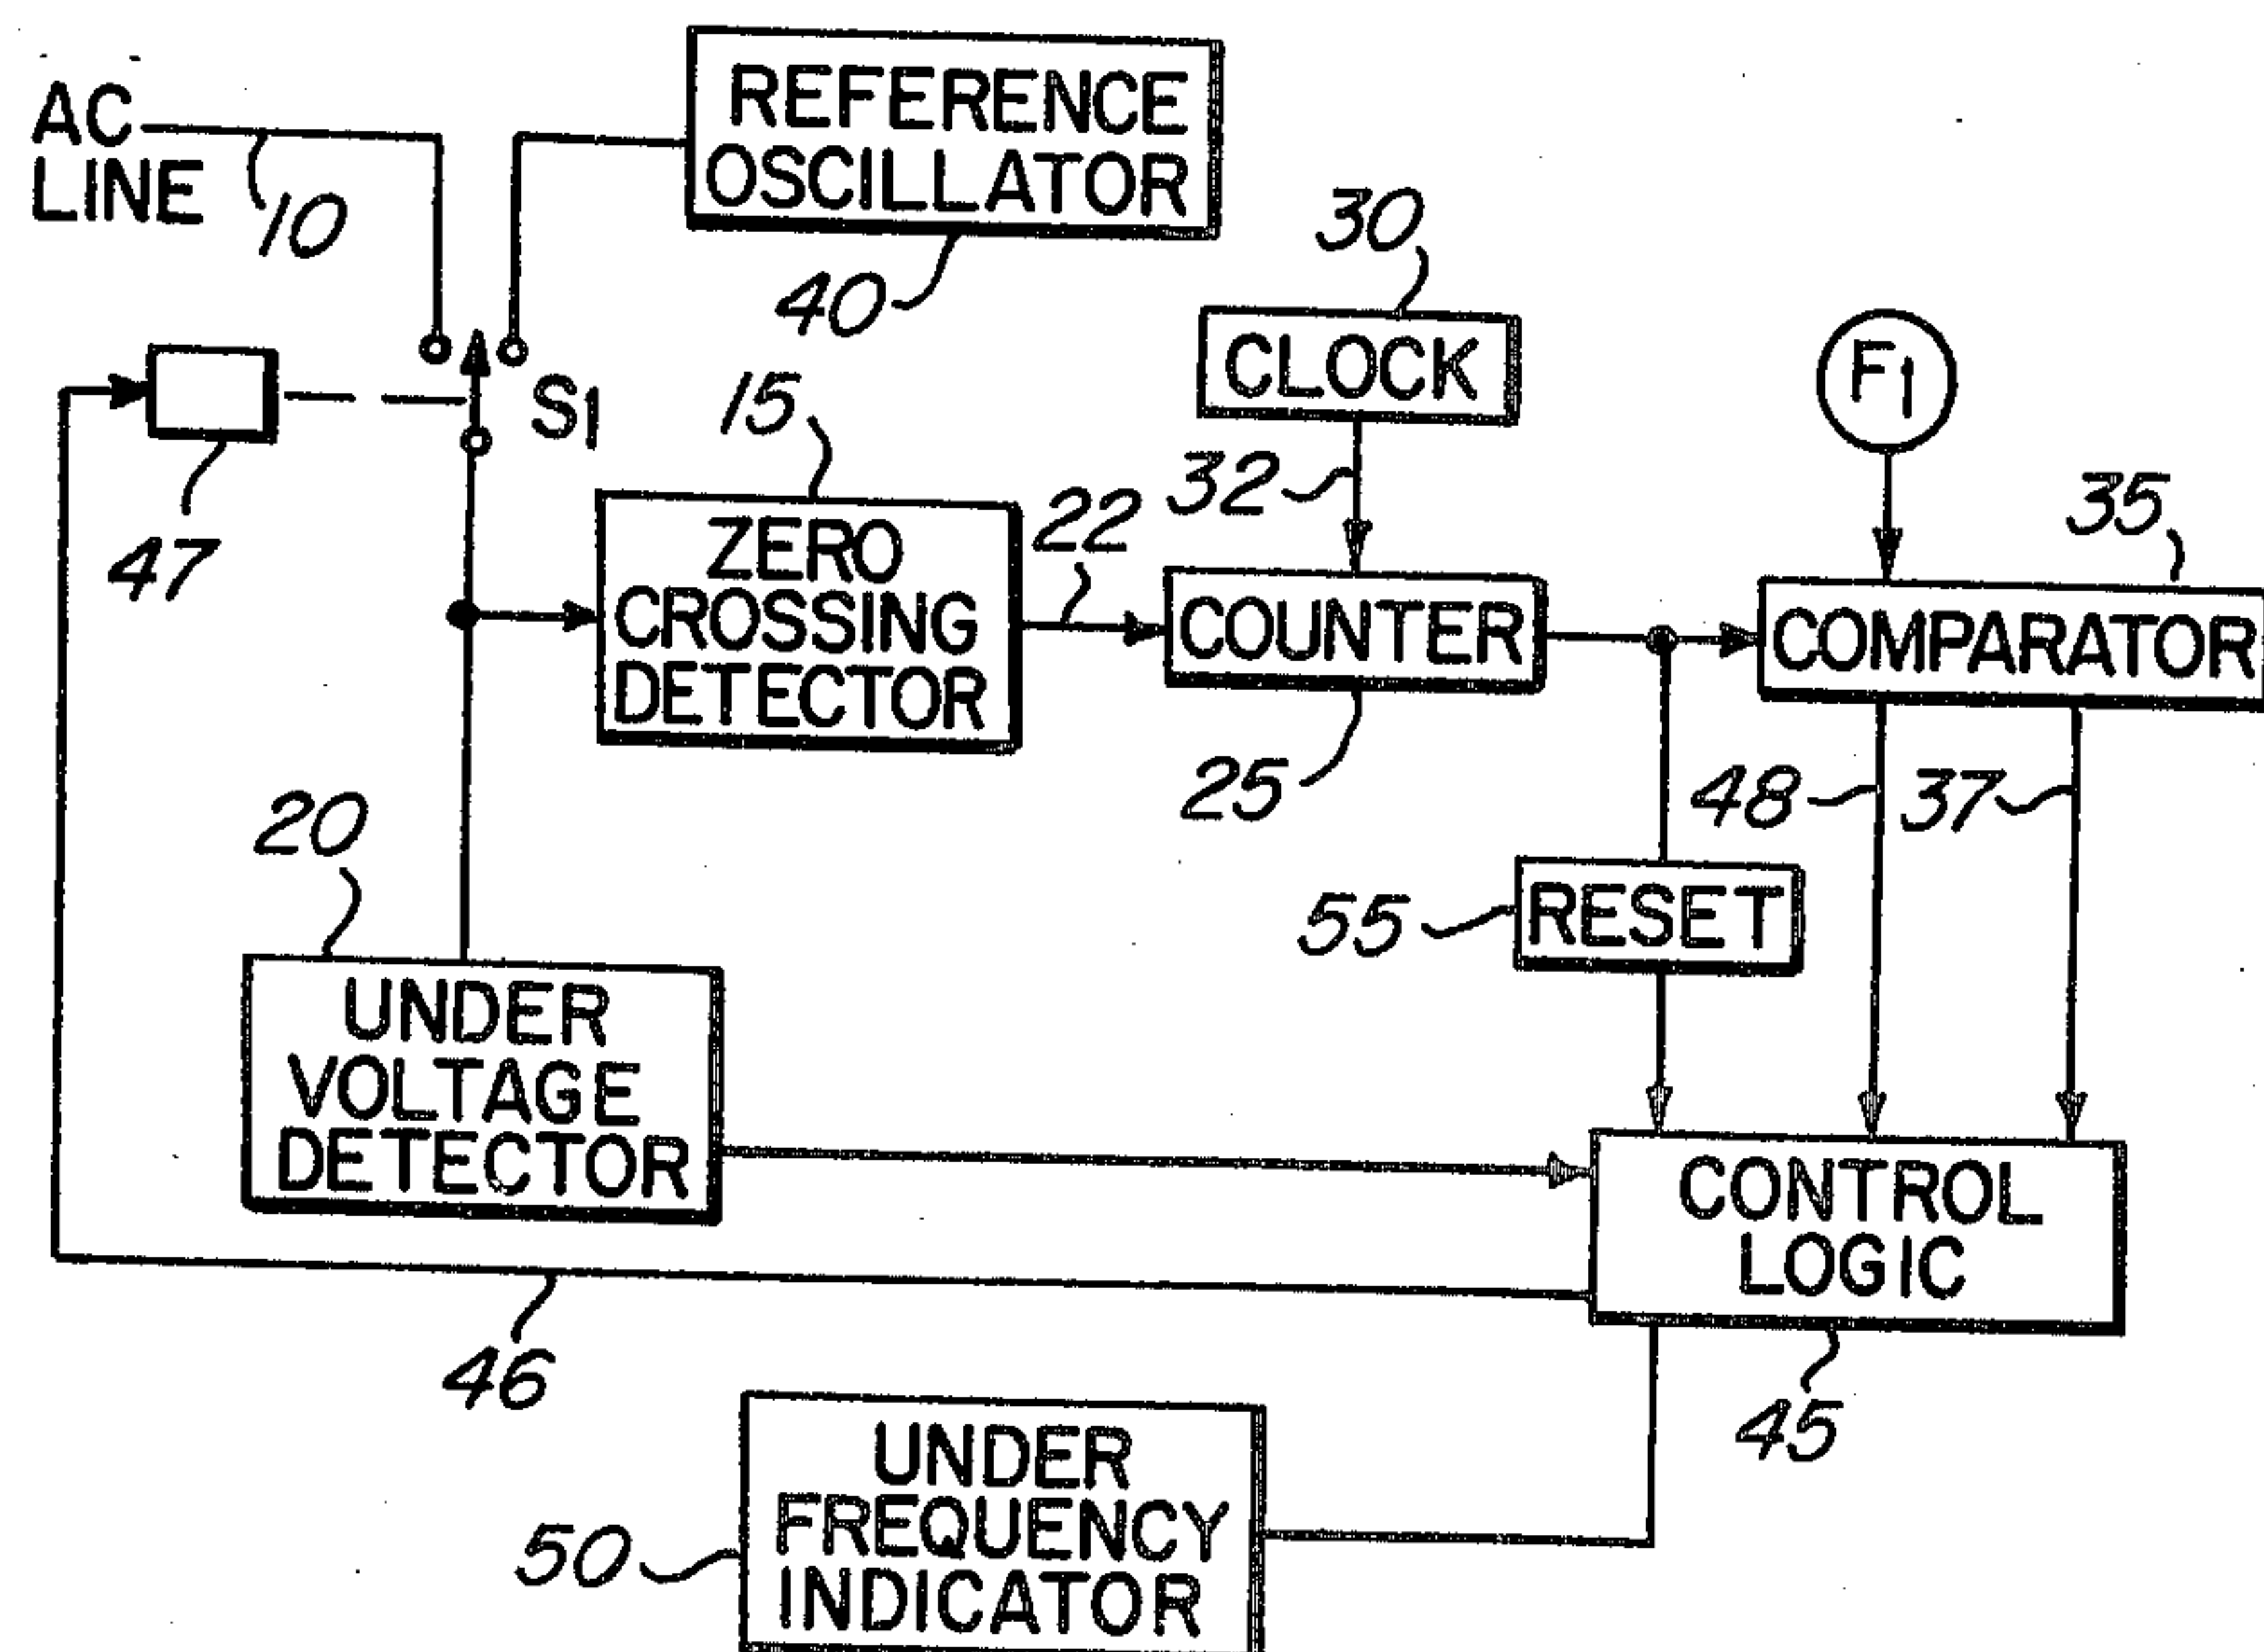 REFERENCE
OSCILLATOR
AC
LINE
10
40
30
CLOCK
F1
S1
15
32
22
35
47
ZERO
CROSSING
DETECTOR
COUNTER
COMPARATOR
25
48
37
20
55
RESET
UNDER
VOLTAGE
DETECTOR
CONTROL
LOGIC
46
45
UNDER
FREQUENCY
INDICATOR
50